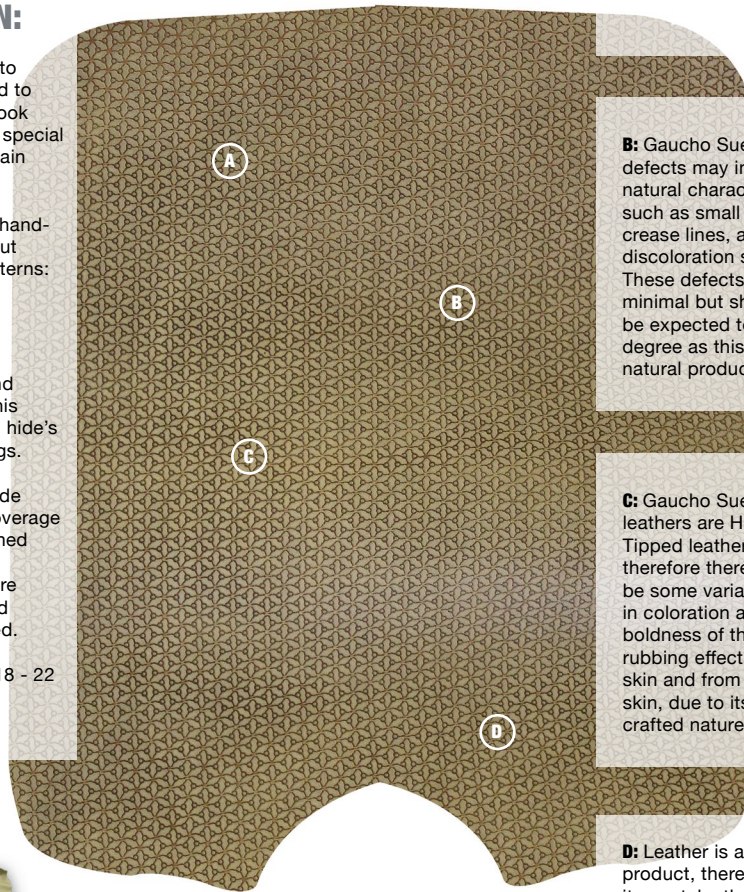 N:
to
d to
ook
special
ain
hand-
ut
terns:
nd
his
hide's
gs.
de
overage
ned
re
d
ed.
18 - 22
A
B
C
D
B: Gaucho Sue
defects may in
natural charac
such as small
crease lines, a
discoloration s
These defects
minimal but sh
be expected to
degree as this
natural produc
C: Gaucho Sue
leathers are H
Tipped leather
therefore there
be some varia
in coloration a
boldness of th
rubbing effect
skin and from
skin, due to its
crafted nature
D: Leather is a
product, there